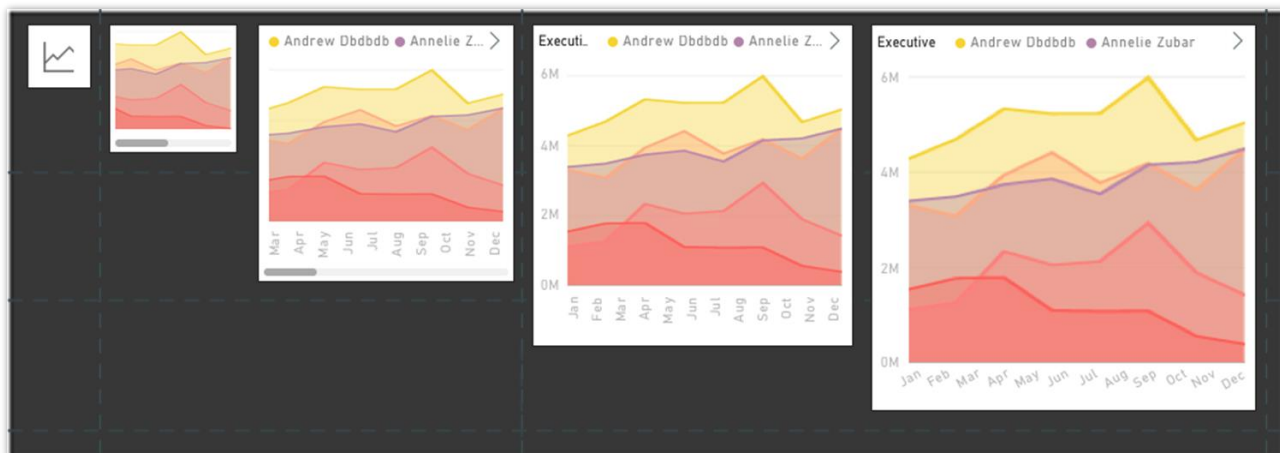 Andrew Dbdbdb Annelie Z...
Mar Apr May Jun Jul Aug Sep Oct Nov Dec
Executi.. Andrew Dbdbdb Annelie Z...
6M
4M
2M
0M
Jan Feb Mar Apr May Jun Jul Aug Sep Oct Nov Dec
Executive Andrew Dbdbdb Annelie Zubar
6M
4M
2M
0M
Jan Feb Mar Apr May Jun Jul Aug Sep Oct Nov Dec